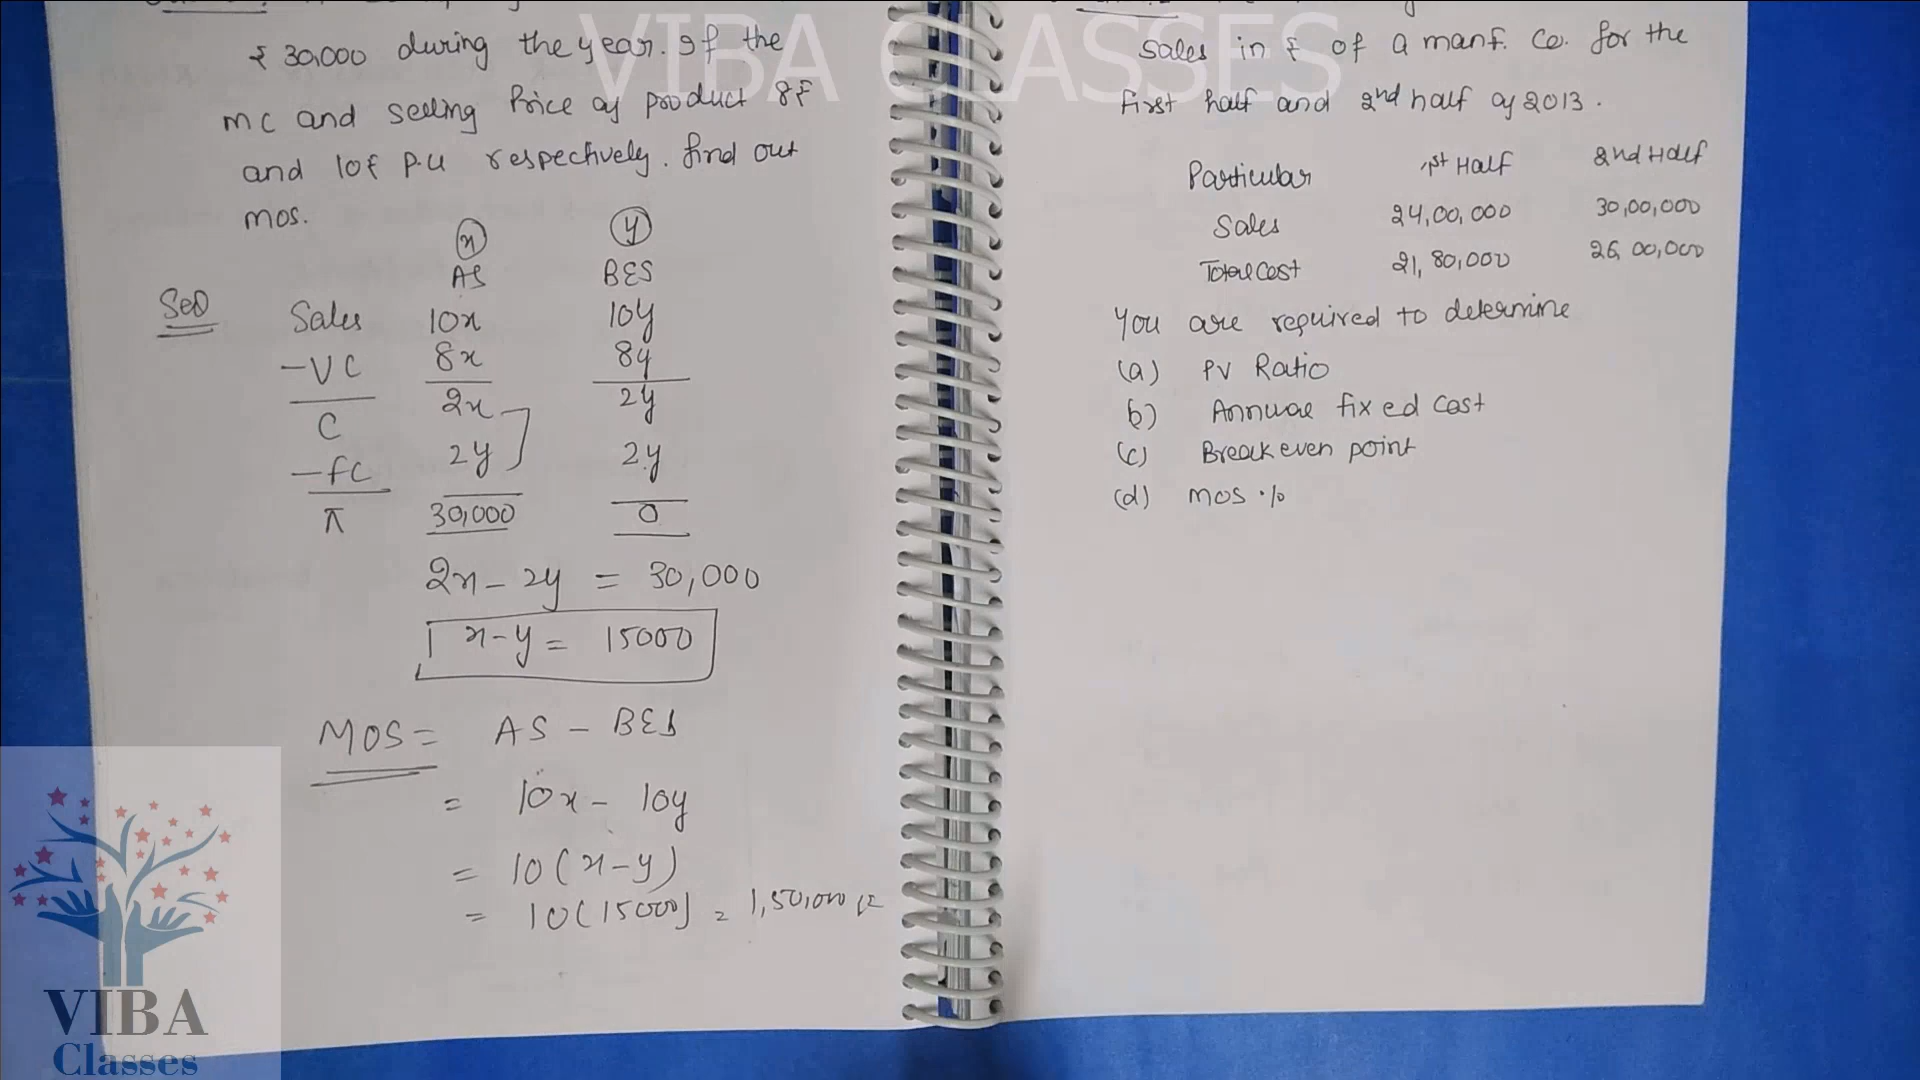 VIBA CLASSES
₹ 30,000 during the year. If the
mc and selling Price of product 8₹
and 10₹ P.U respectively. find out
mos.
x y
AS BES
Sol Sales 10x 10y
-VC 8x 8y
C 2x 2y
-fC 2y 2y
π 30,000 0
2x - 2y = 30,000
x-y = 15000
MOS = AS - BES
= 10x - 10y
= 10(x-y)
= 10(15000) = 1,50,000
Sales in ₹ of a manf. Co. for the
first half and 2nd half of 2013.
Particular 1st Half 2nd Half
Sales 24,00,000 30,00,000
Total cost 21,80,000 26,00,000
You are required to determine
(a) PV Ratio
b) Annual fixed cost
(c) Break even point
(d) MOS %
VIBA
Classes